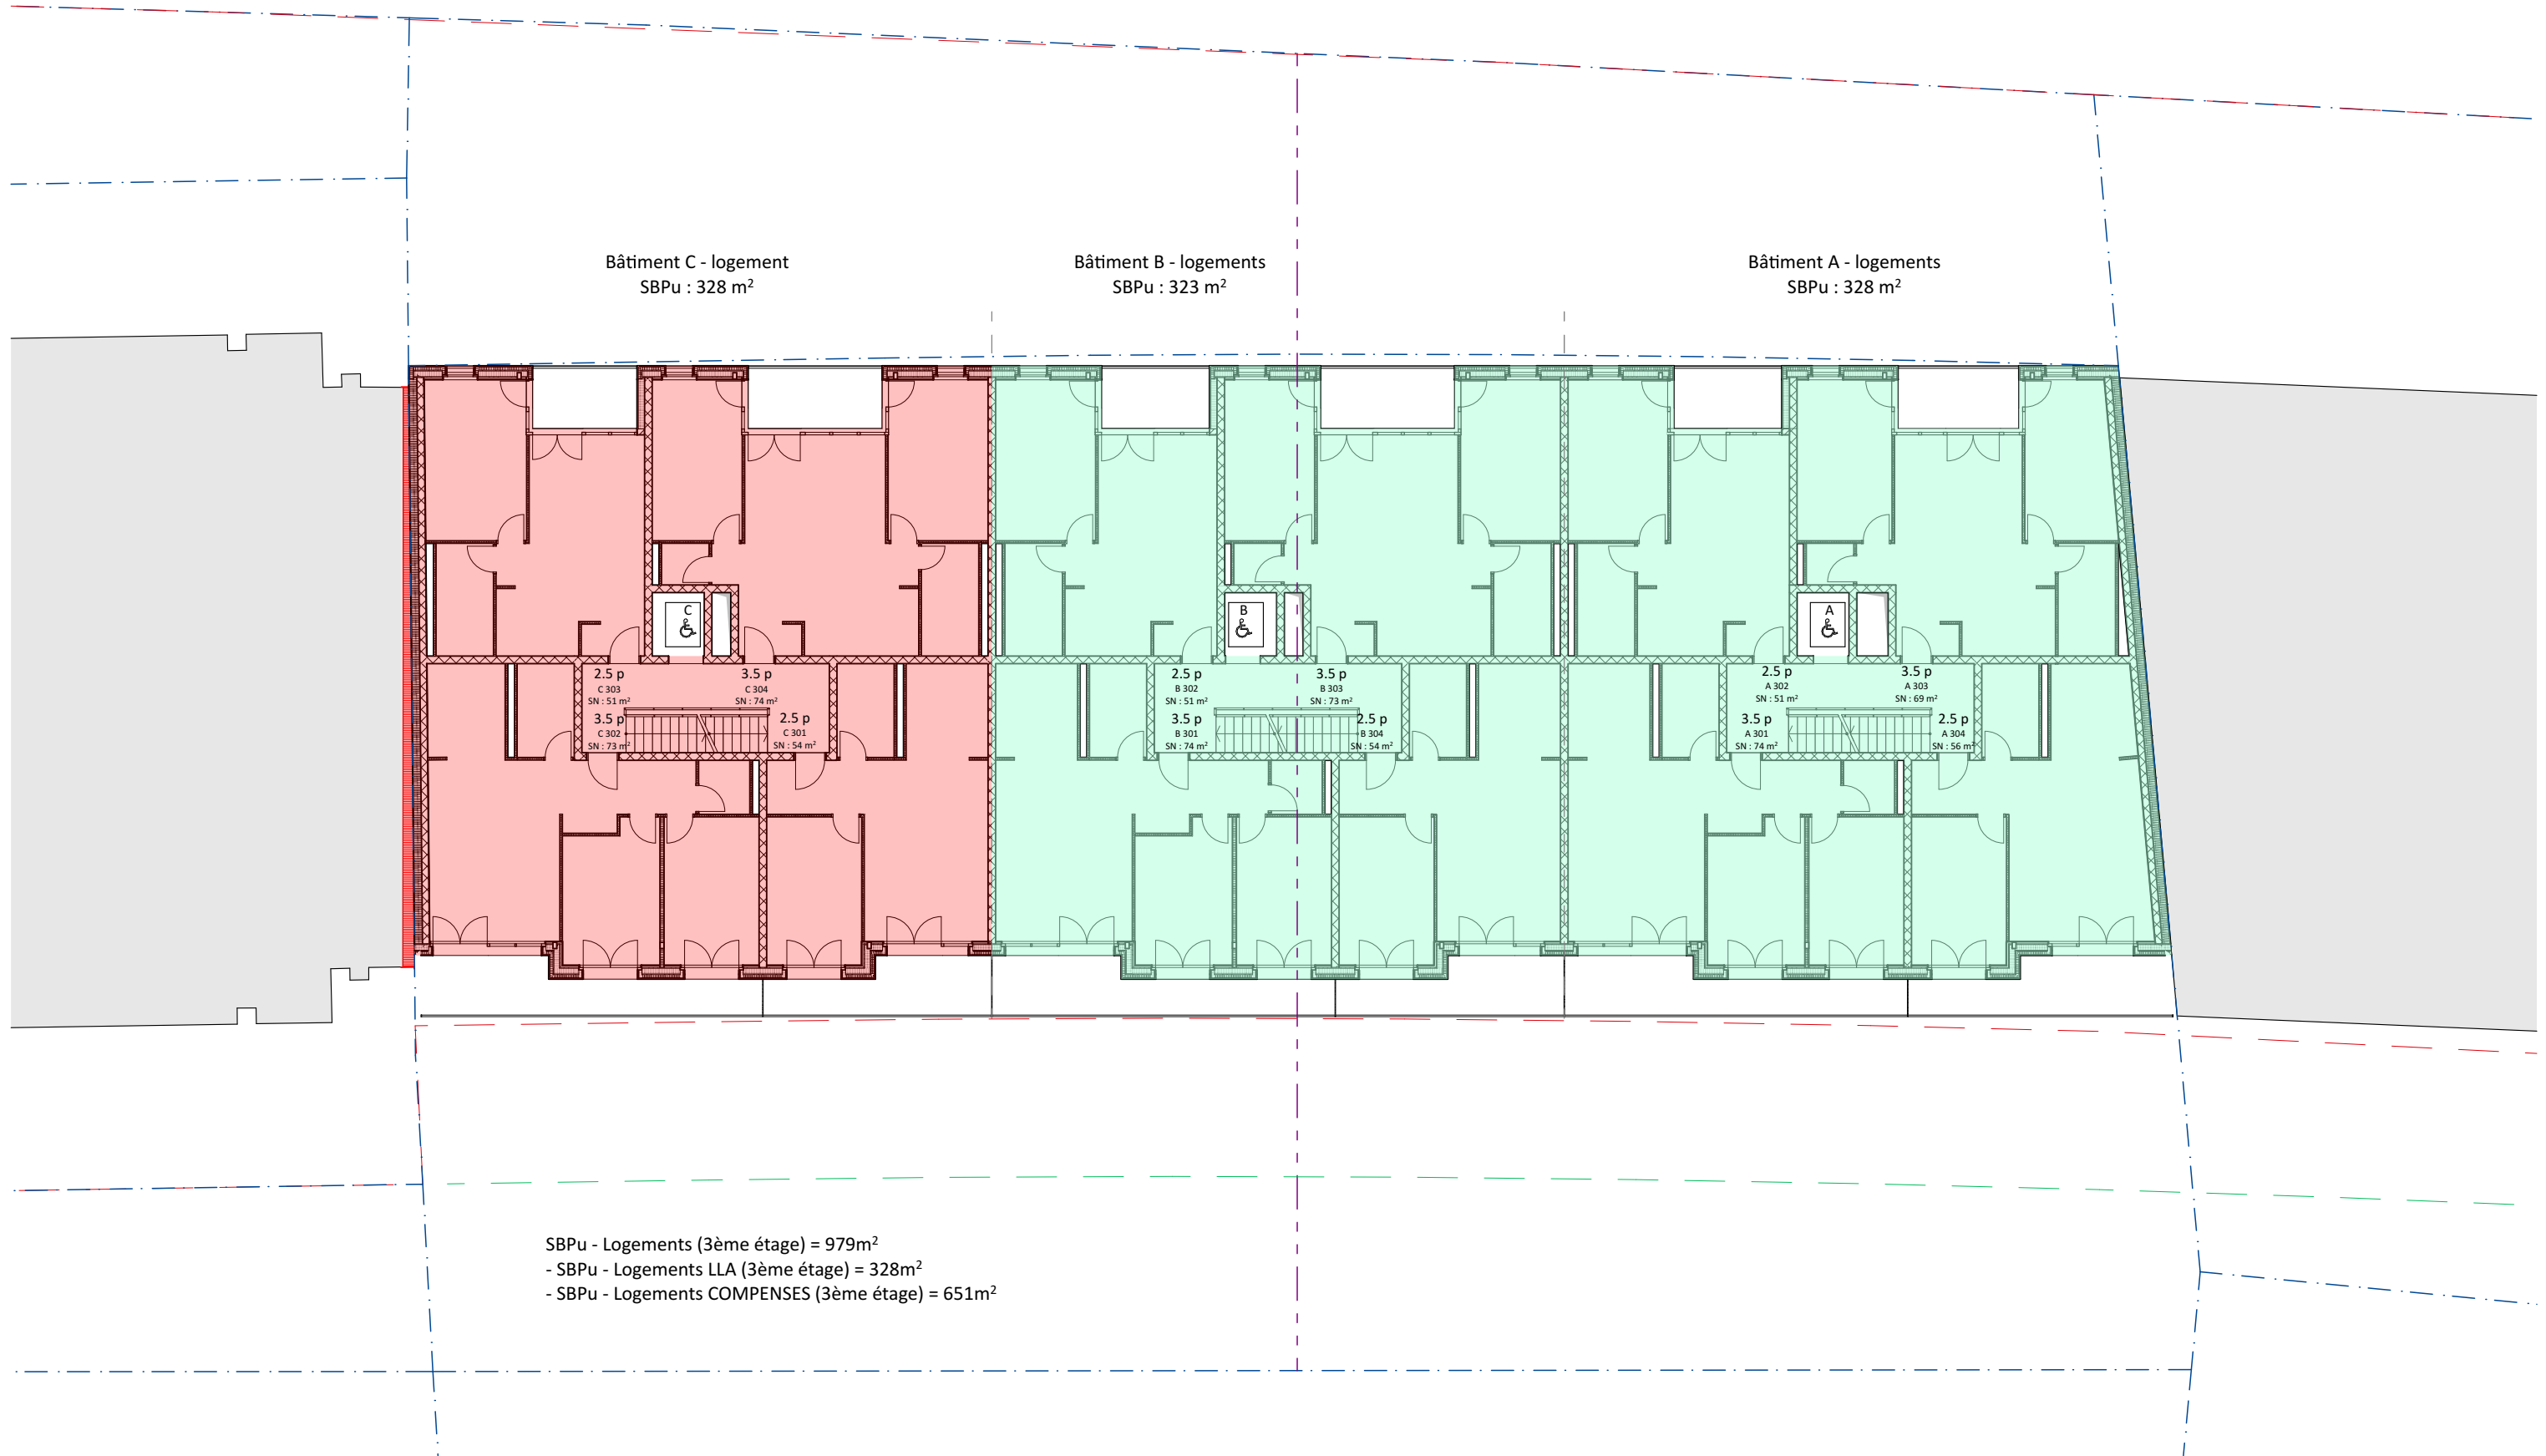 Bâtiment C - logement
SBPu : 328 m²
Bâtiment B - logements
SBPu : 323 m²
Bâtiment A - logements
SBPu : 328 m²
C
B
A
2.5 p
C 303
SN : 51 m²
3.5 p
C 304
SN : 74 m²
3.5 p
C 302
SN : 73 m²
2.5 p
C 301
SN : 54 m²
2.5 p
B 302
SN : 51 m²
3.5 p
B 303
SN : 73 m²
3.5 p
B 301
SN : 74 m²
2.5 p
B 304
SN : 54 m²
2.5 p
A 302
SN : 51 m²
3.5 p
A 303
SN : 69 m²
3.5 p
A 301
SN : 74 m²
2.5 p
A 304
SN : 56 m²
SBPu - Logements (3ème étage) = 979m²
- SBPu - Logements LLA (3ème étage) = 328m²
- SBPu - Logements COMPENSES (3ème étage) = 651m²